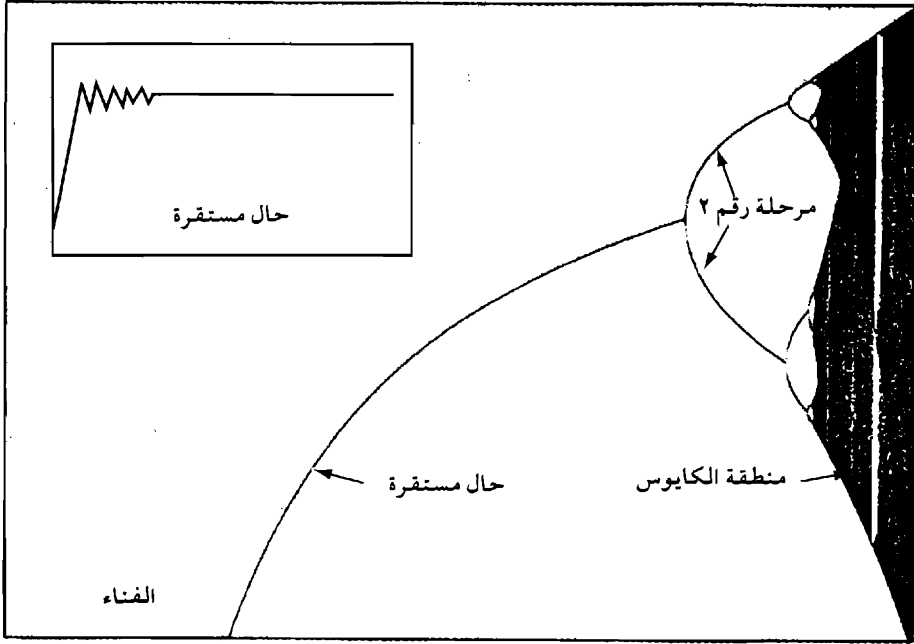 حال مستقرة
مرحلة رقم ٢
منطقة الكايوس
حال مستقرة
الفناء